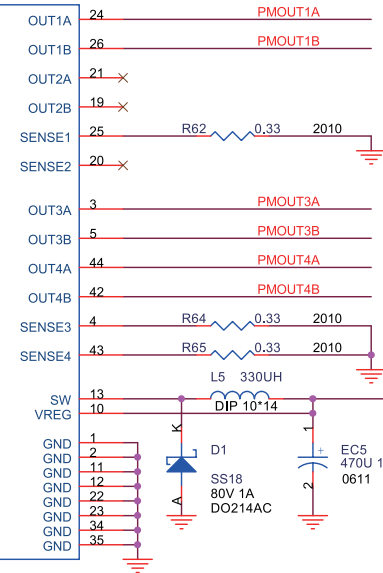 OUT1A 24 PMOUT1A
OUT1B 26 PMOUT1B
OUT2A 21
OUT2B 19
SENSE1 25 R62 0.33 2010
SENSE2 20
OUT3A 3 PMOUT3A
OUT3B 5 PMOUT3B
OUT4A 44 PMOUT4A
OUT4B 42 PMOUT4B
SENSE3 4 R64 0.33 2010
SENSE4 43 R65 0.33 2010
L5 330UH
SW 13 DIP 10*14
VREG 10
K 1
GND 1 D1 + EC5
GND 2 470U 1
GND 11 SS18 0611
GND 12 80V 1A
GND 22 A DO214AC 2
GND 23
GND 34
GND 35